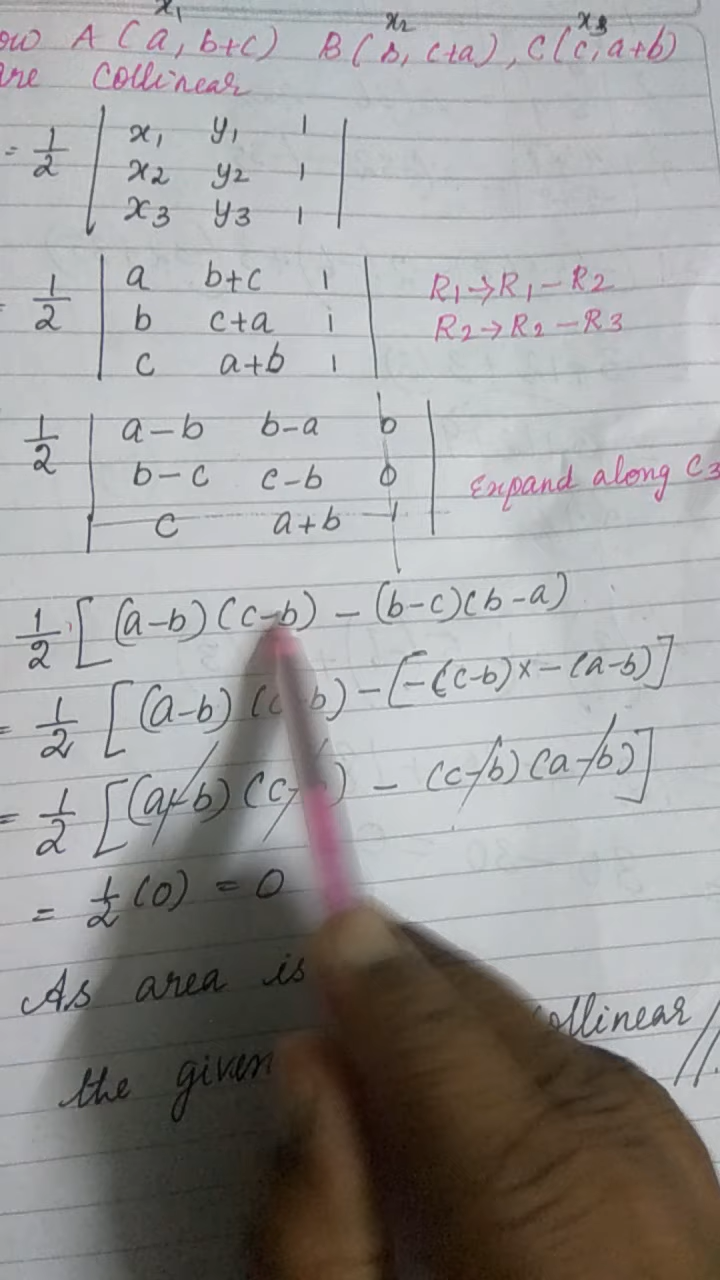 x₁ x₂ x₃
ow A (a, b+c) B(b, c+a), C(c, a+b)
are collinear
= 1/2 | x₁ y₁ 1 |
| x₂ y₂ 1 |
| x₃ y₃ 1 |
1/2 | a b+c 1 | R₁→R₁-R₂
| b c+a 1 | R₂→R₂-R₃
| c a+b 1 |
1/2 | a-b b-a 0 |
| b-c c-b 0 | Expand along C₃
| c a+b 1 |
1/2 [ (a-b) (c-b) - (b-c) (b-a)
= 1/2 [ (a-b) (c-b) - [-(c-b) x -(a-b)]
= 1/2 [ (a-b) (c- ) - (c-b) (a-b) ]
= 1/2 (0) = 0
As area is collinear
the given